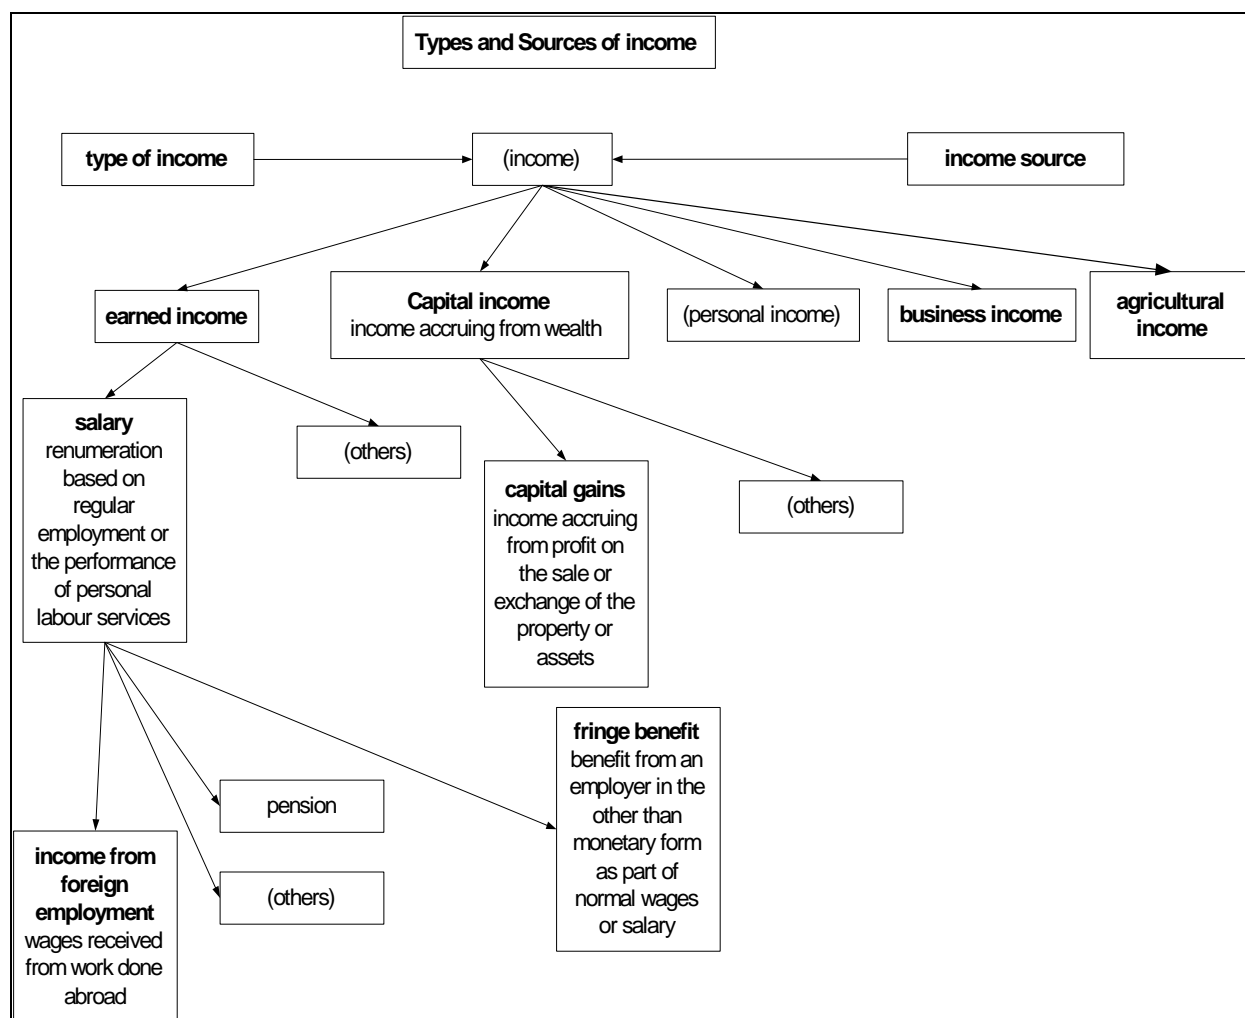 Types and Sources of income
type of income
(income)
income source
earned income
Capital income
income accruing from wealth
(personal income)
business income
agricultural
income
salary
renumeration
based on
regular
employment or
the performance
of personal
labour services
(others)
capital gains
income accruing
from profit on
the sale or
exchange of the
property or
assets
(others)
fringe benefit
benefit from an
employer in the
other than
monetary form
as part of
normal wages
or salary
pension
(others)
income from
foreign
employment
wages received
from work done
abroad